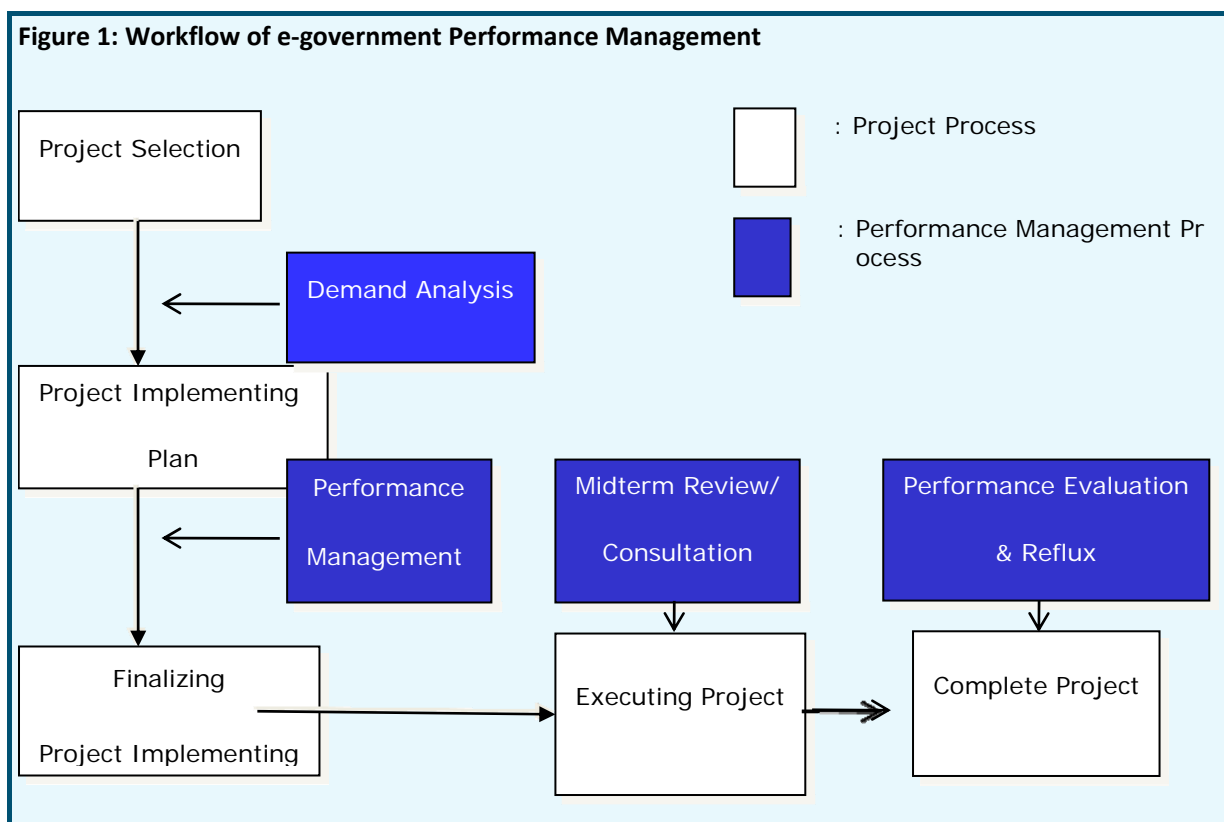 Figure 1: Workflow of e-government Performance Management
Project Selection
: Project Process
: Performance Management Pr
ocess
Demand Analysis
Project Implementing
Plan
Performance
Management
Midterm Review/
Consultation
Performance Evaluation
& Reflux
Finalizing
Project Implementing
Executing Project
Complete Project